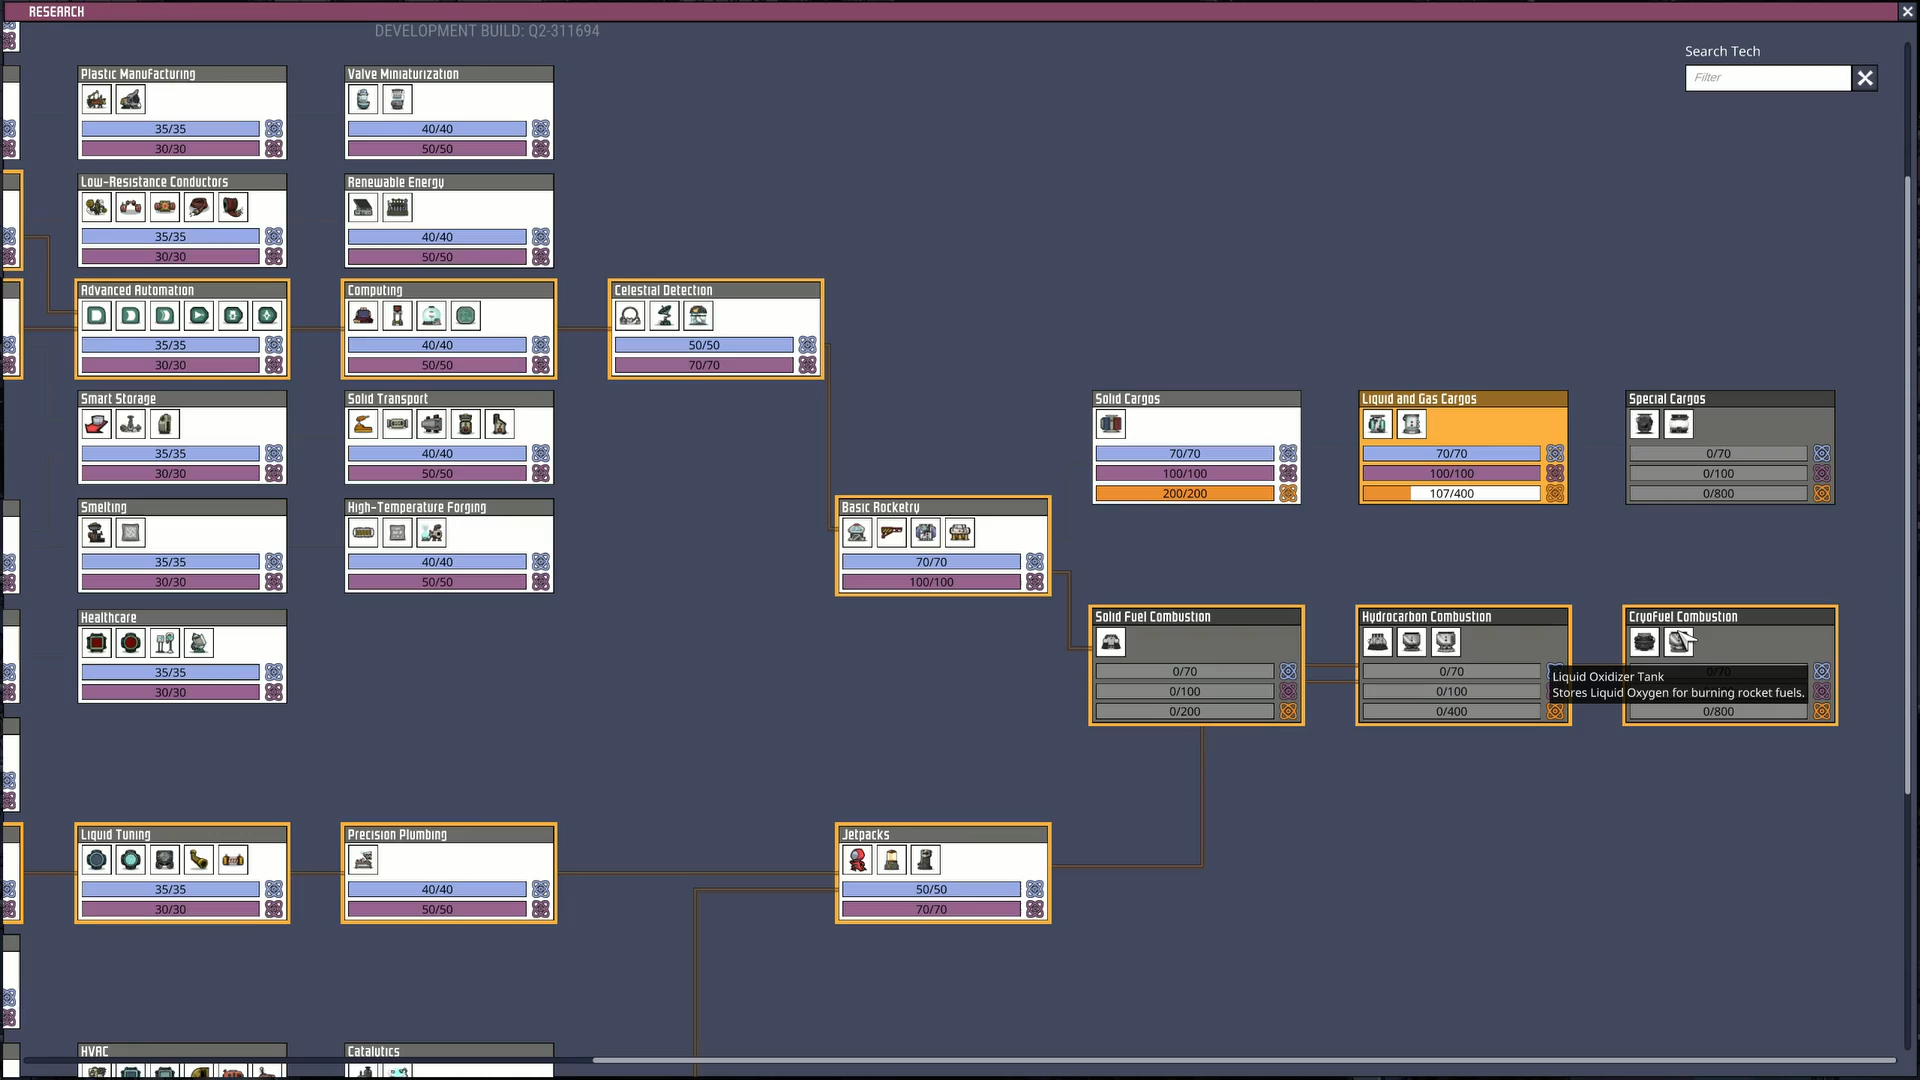 RESEARCH
DEVELOPMENT BUILD: Q2-311694
Search Tech
Filter
Plastic Manufacturing
35/35
30/30
Valve Miniaturization
40/40
50/50
Low-Resistance Conductors
35/35
30/30
Renewable Energy
40/40
50/50
Advanced Automation
35/35
30/30
Computing
40/40
50/50
Celestial Detection
50/50
70/70
Smart Storage
35/35
30/30
Solid Transport
40/40
50/50
Solid Cargos
70/70
100/100
200/200
Liquid and Gas Cargos
70/70
100/100
107/400
Special Cargos
0/70
0/100
0/800
Smelting
35/35
30/30
High-Temperature Forging
40/40
50/50
Basic Rocketry
70/70
100/100
Healthcare
35/35
30/30
Solid Fuel Combustion
0/70
0/100
0/200
Hydrocarbon Combustion
0/70
0/100
0/400
CryoFuel Combustion
0/70
0/800
Liquid Oxidizer Tank
Stores Liquid Oxygen for burning rocket fuels.
Liquid Tuning
35/35
30/30
Precision Plumbing
40/40
50/50
Jetpacks
50/50
70/70
HVAC
Catalytics